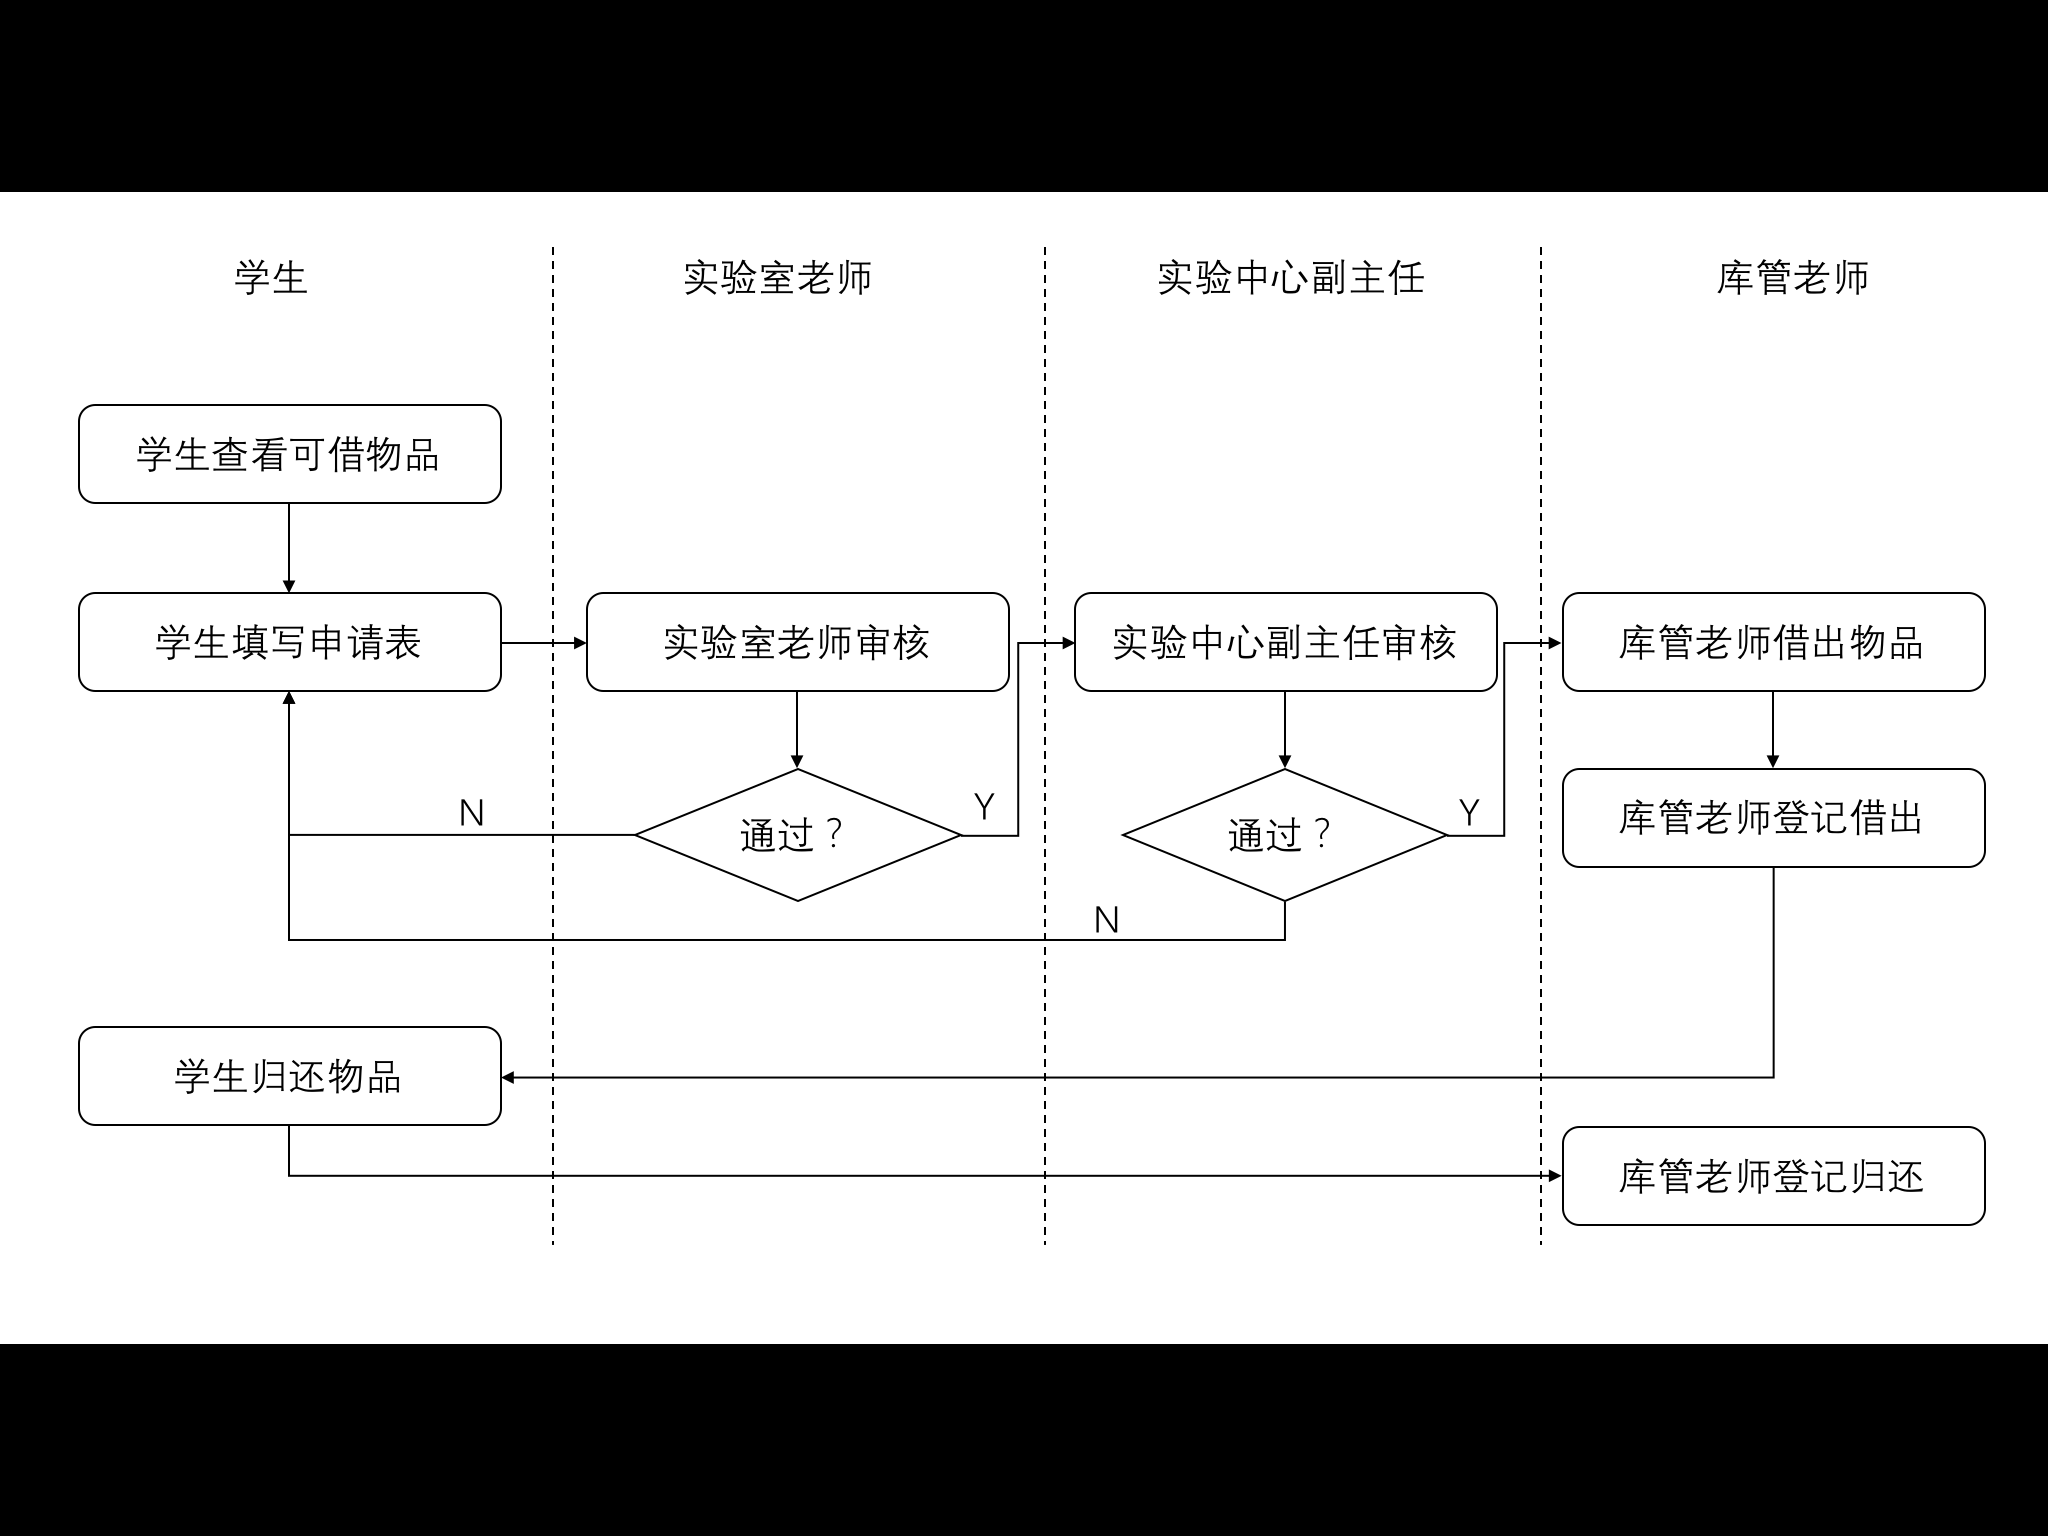 学生
实验室老师
实验中心副主任
库管老师
学生查看可借物品
学生填写申请表
实验室老师审核
实验中心副主任审核
库管老师借出物品
N
通过？
Y
通过？
Y
库管老师登记借出
N
学生归还物品
库管老师登记归还